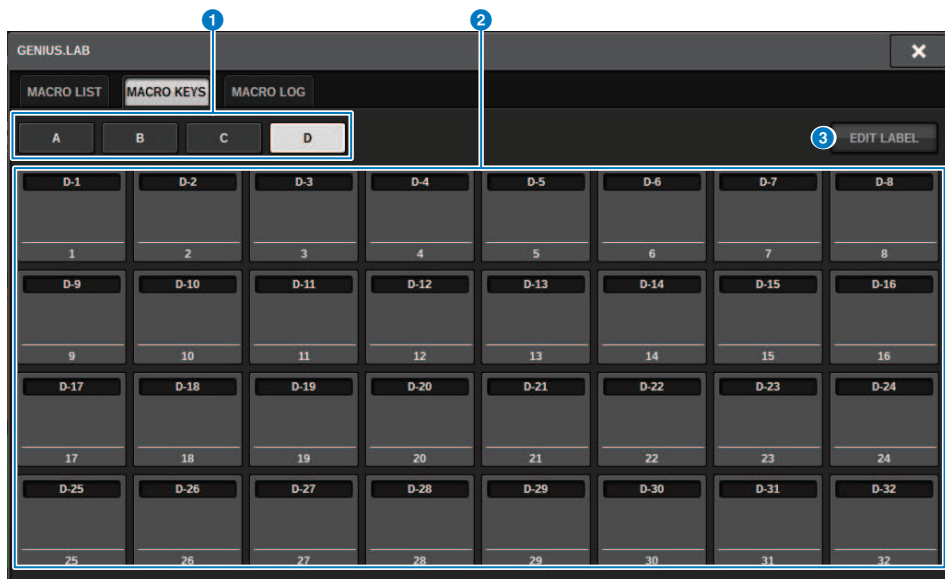 1 2
GENIUS.LAB
MACRO LIST MACRO KEYS MACRO LOG
A B C D 3 EDIT LABEL
D-1 D-2 D-3 D-4 D-5 D-6 D-7 D-8
1 2 3 4 5 6 7 8
D-9 D-10 D-11 D-12 D-13 D-14 D-15 D-16
9 10 11 12 13 14 15 16
D-17 D-18 D-19 D-20 D-21 D-22 D-23 D-24
17 18 19 20 21 22 23 24
D-25 D-26 D-27 D-28 D-29 D-30 D-31 D-32
25 26 27 28 29 30 31 32